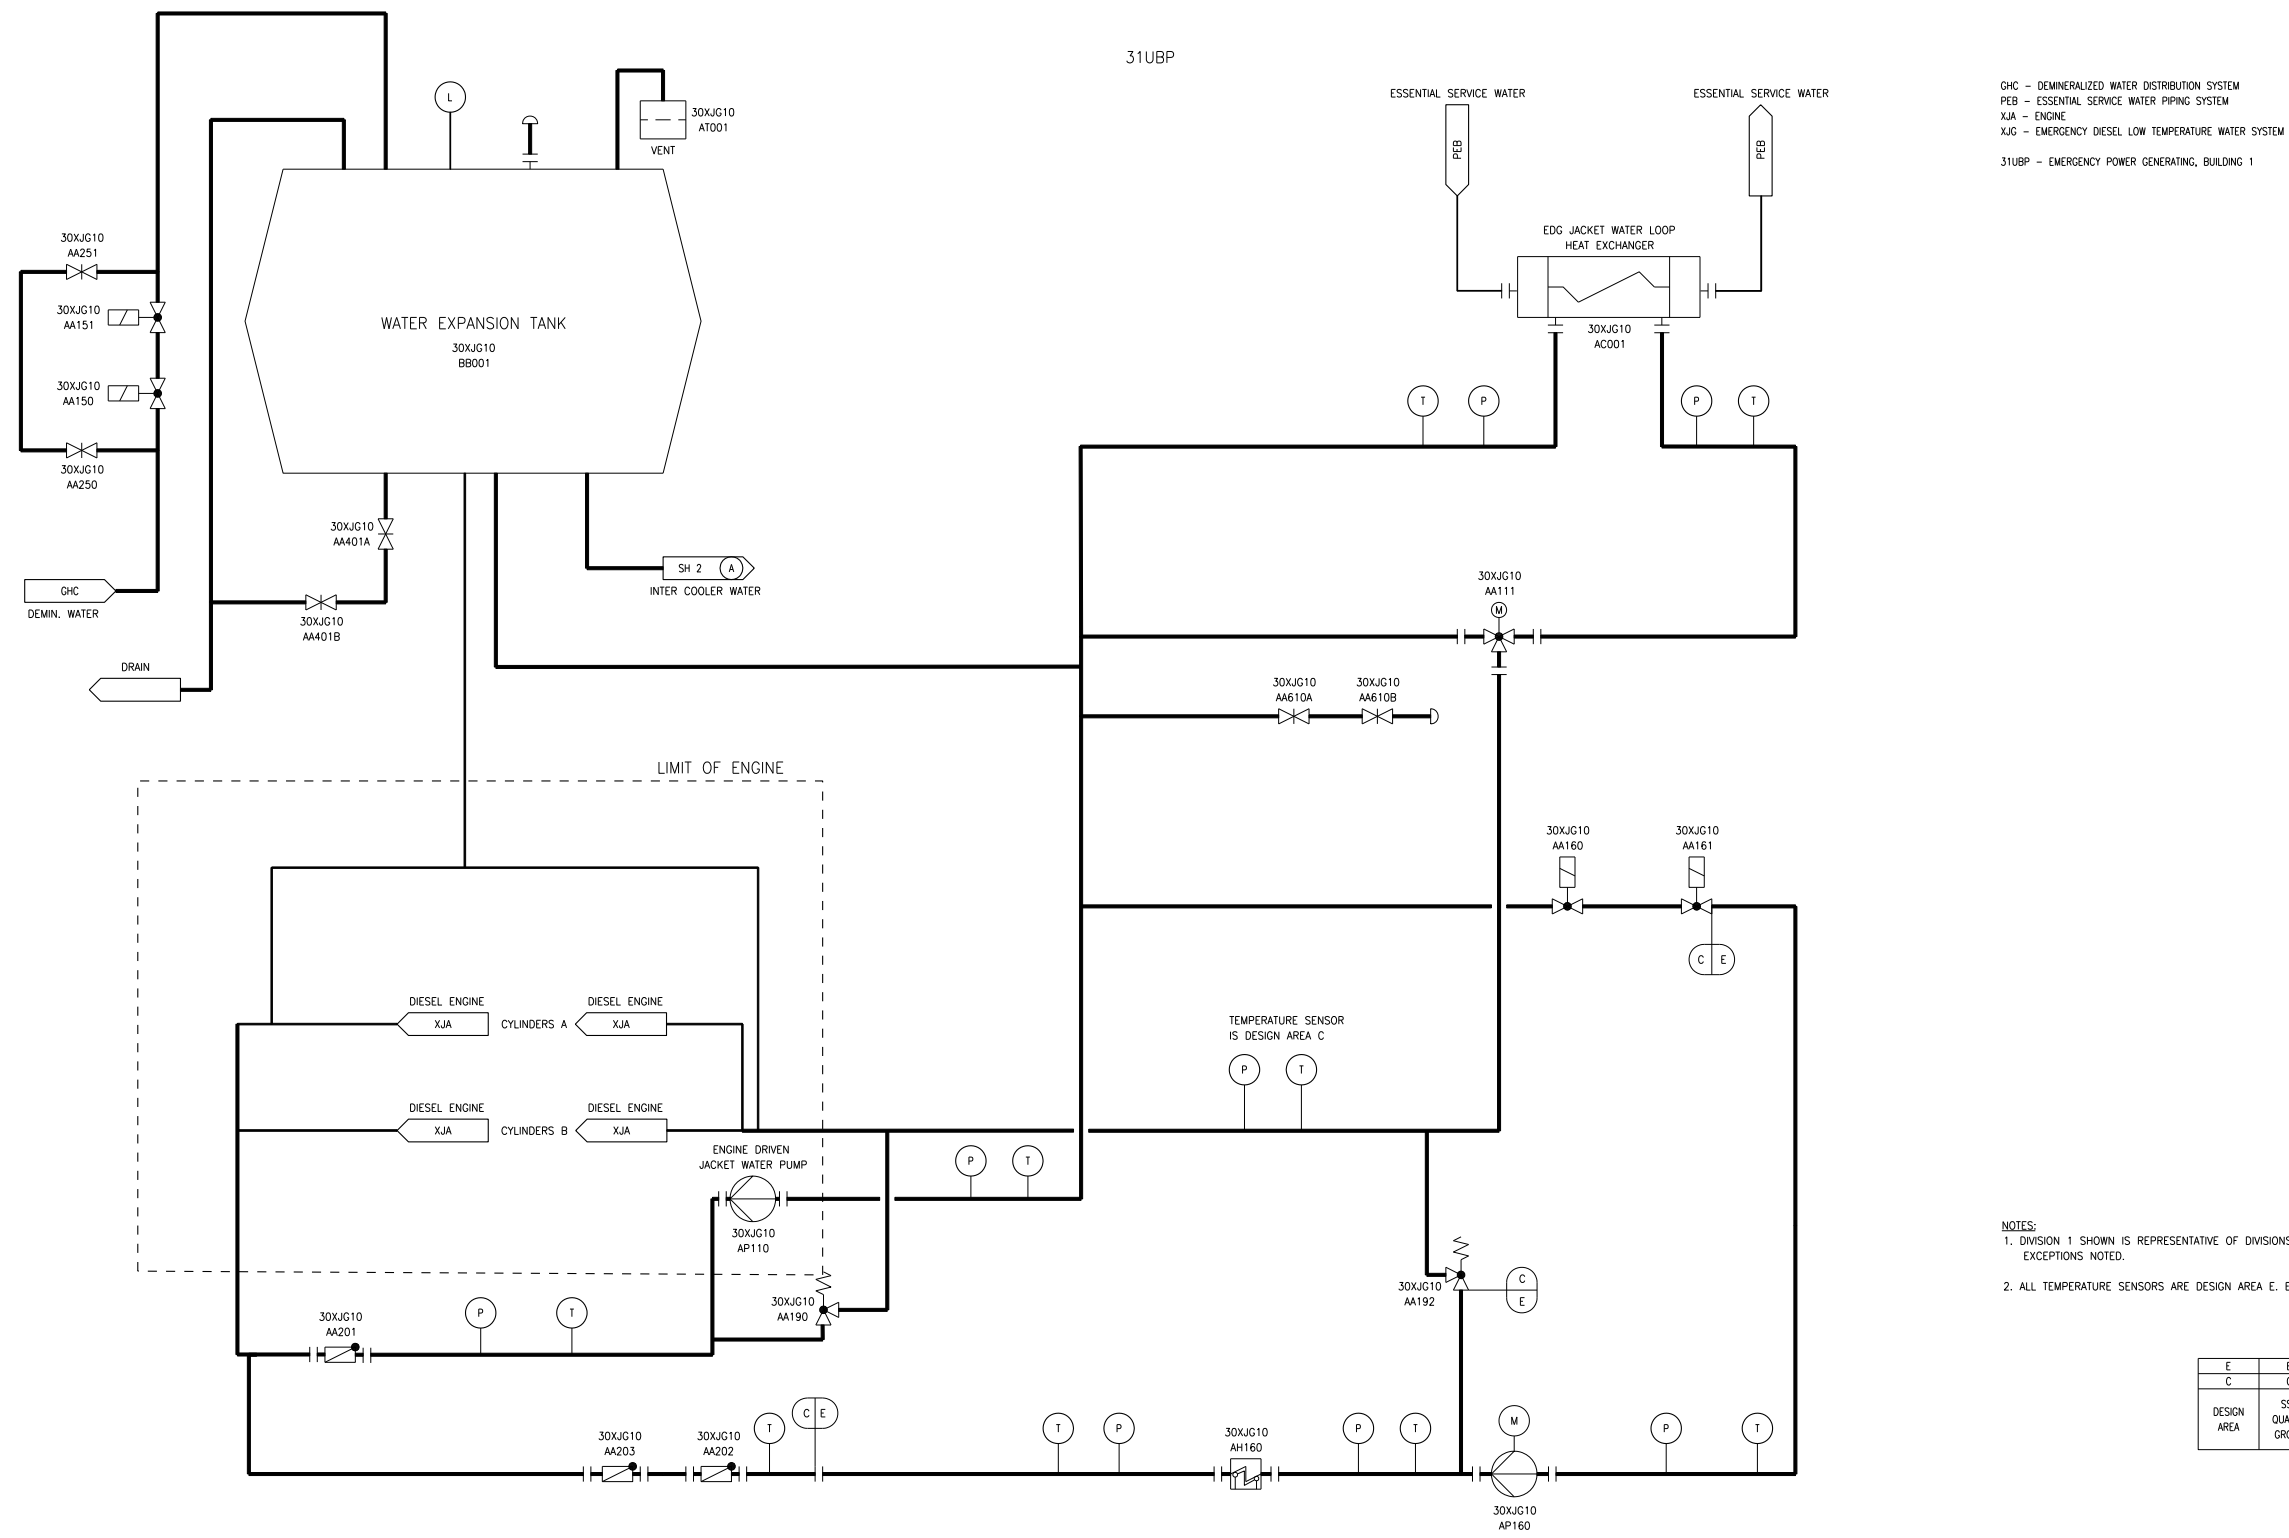 31UBP
L
30XJG10
AT001
VENT
ESSENTIAL SERVICE WATER
ESSENTIAL SERVICE WATER
PEB
PEB
GHC – DEMINERALIZED WATER DISTRIBUTION SYSTEM
PEB – ESSENTIAL SERVICE WATER PIPING SYSTEM
XJA – ENGINE
XJG – EMERGENCY DIESEL LOW TEMPERATURE WATER SYSTEM
31UBP – EMERGENCY POWER GENERATING, BUILDING 1
30XJG10
AA251
30XJG10
AA151
30XJG10
AA150
30XJG10
AA250
WATER EXPANSION TANK
30XJG10
BB001
EDG JACKET WATER LOOP
HEAT EXCHANGER
30XJG10
AC001
T
P
P
T
30XJG10
AA401A
30XJG10
AA401B
GHC
DEMIN. WATER
SH 2
A
INTER COOLER WATER
DRAIN
30XJG10
AA111
M
30XJG10
AA610A
30XJG10
AA610B
LIMIT OF ENGINE
30XJG10
AA160
30XJG10
AA161
C
E
DIESEL ENGINE
XJA
CYLINDERS A
DIESEL ENGINE
XJA
DIESEL ENGINE
XJA
CYLINDERS B
DIESEL ENGINE
XJA
TEMPERATURE SENSOR
IS DESIGN AREA C
P
T
ENGINE DRIVEN
JACKET WATER PUMP
30XJG10
AP110
P
T
30XJG10
AA190
30XJG10
AA192
C
E
30XJG10
AA201
P
T
30XJG10
AA203
30XJG10
AA202
T
C
E
T
P
30XJG10
AH160
P
T
M
30XJG10
AP160
P
T
NOTES:
1. DIVISION 1 SHOWN IS REPRESENTATIVE OF DIVISIONS
EXCEPTIONS NOTED.
2. ALL TEMPERATURE SENSORS ARE DESIGN AREA E.
E
C
DESIGN
AREA